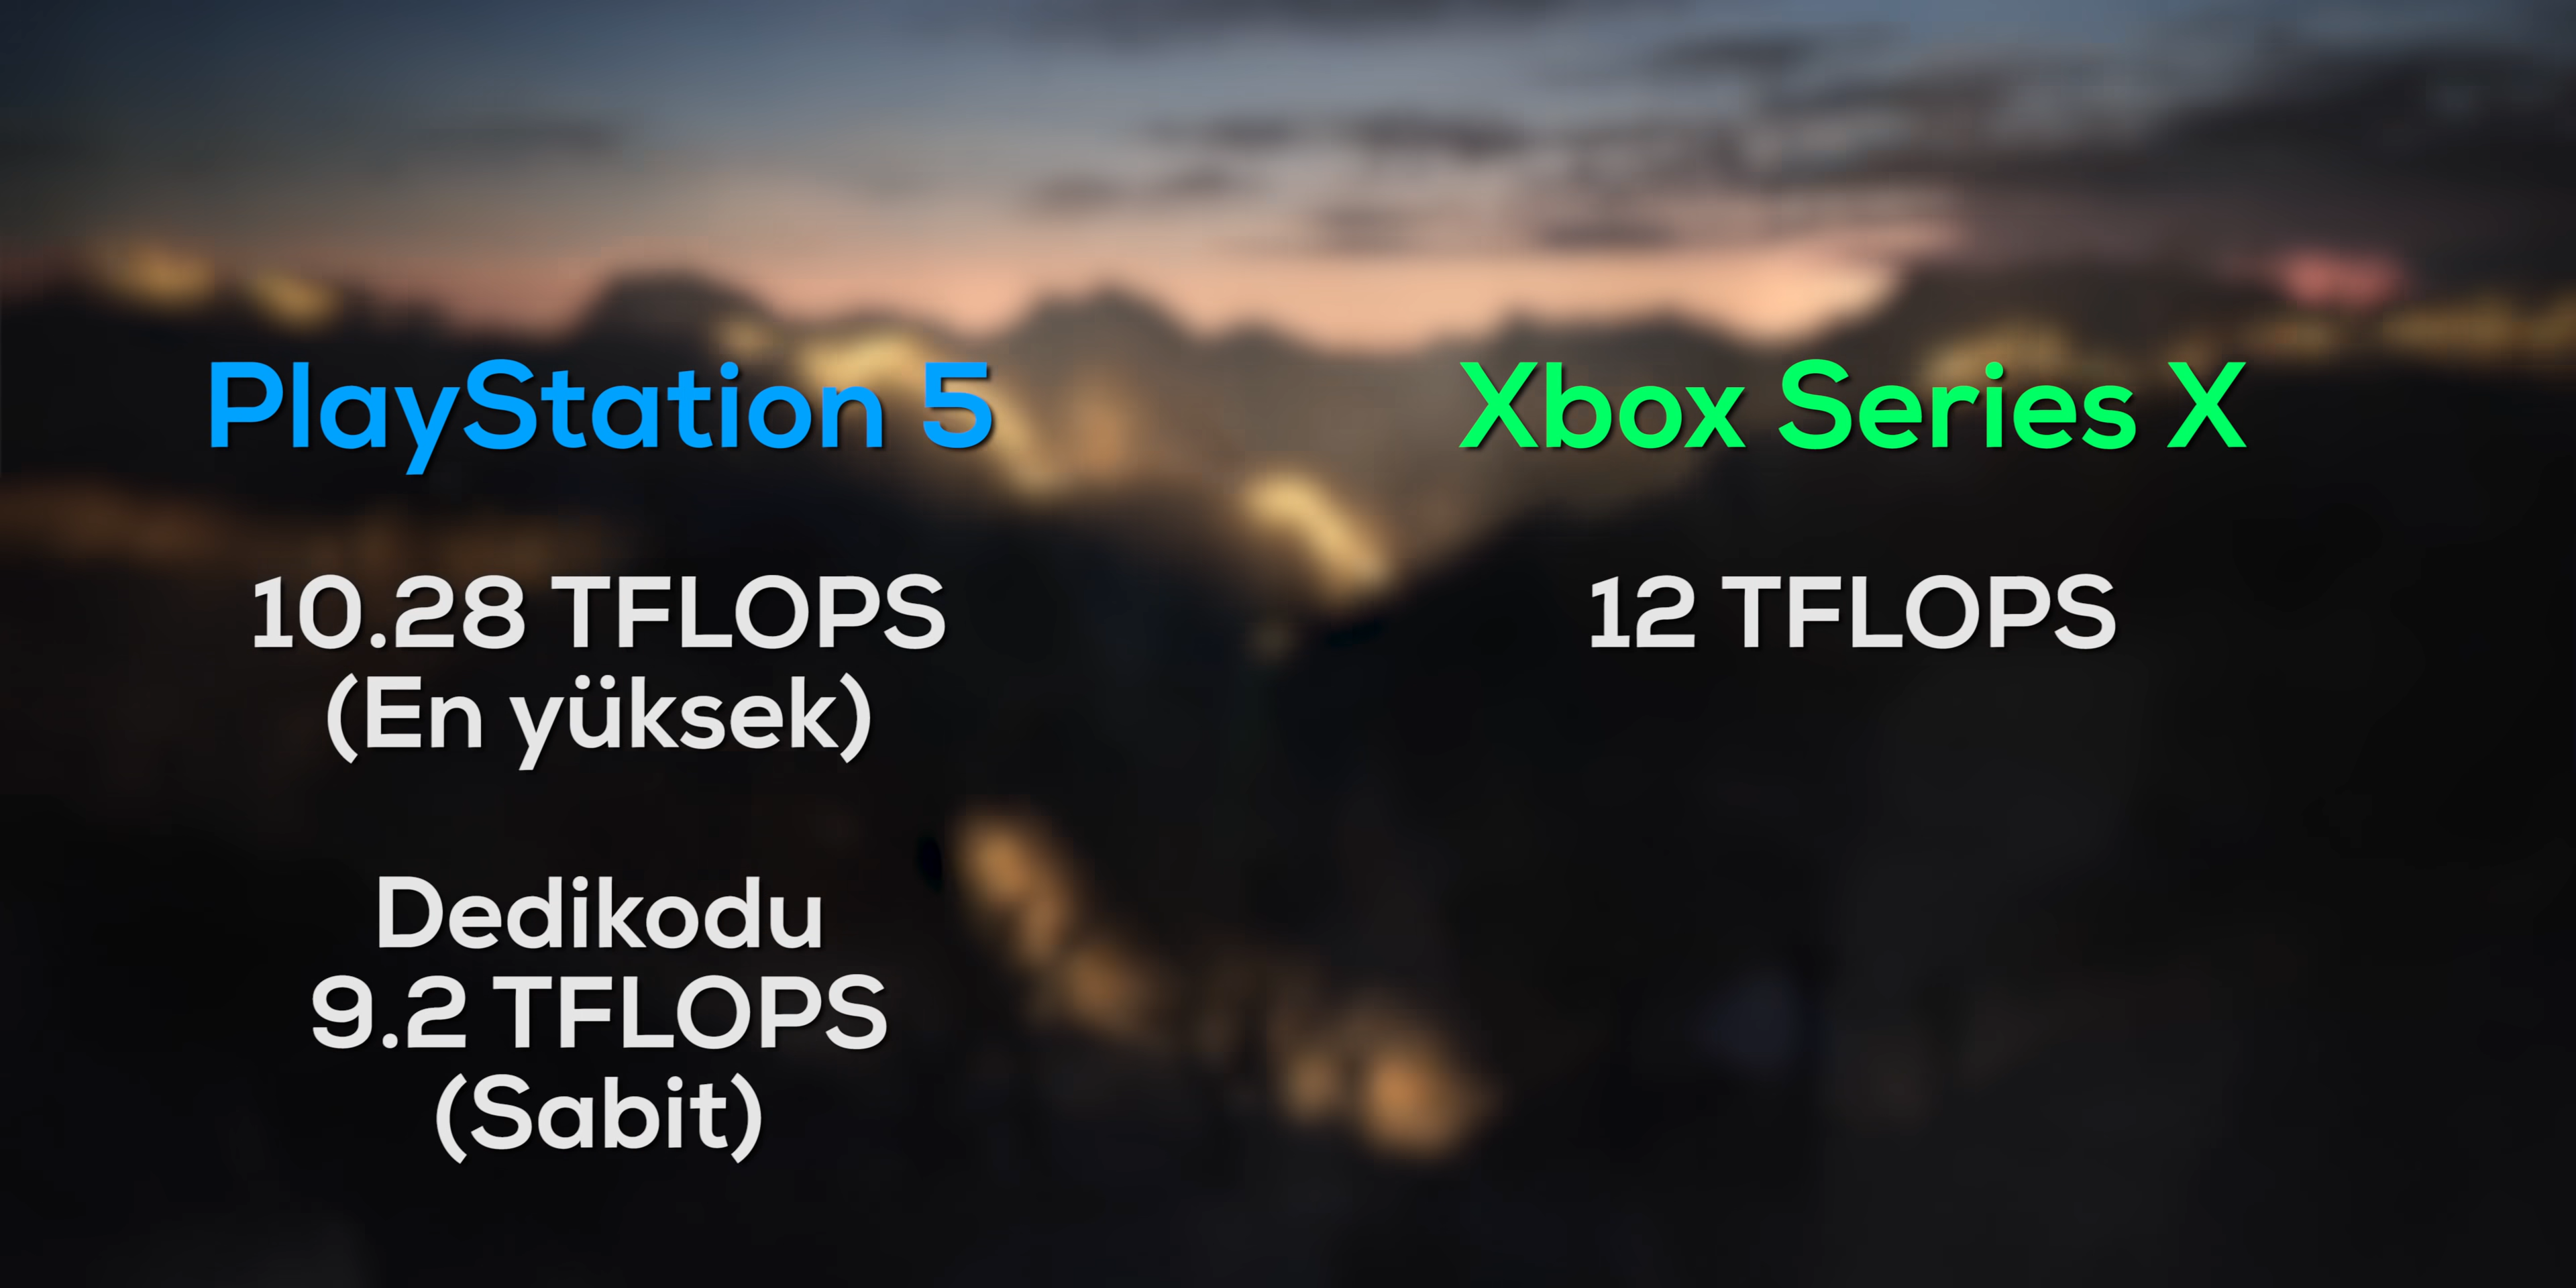 PlayStation 5
10.28 TFLOPS
(En yüksek)
Dedikodu
9.2 TFLOPS
(Sabit)
Xbox Series X
12 TFLOPS